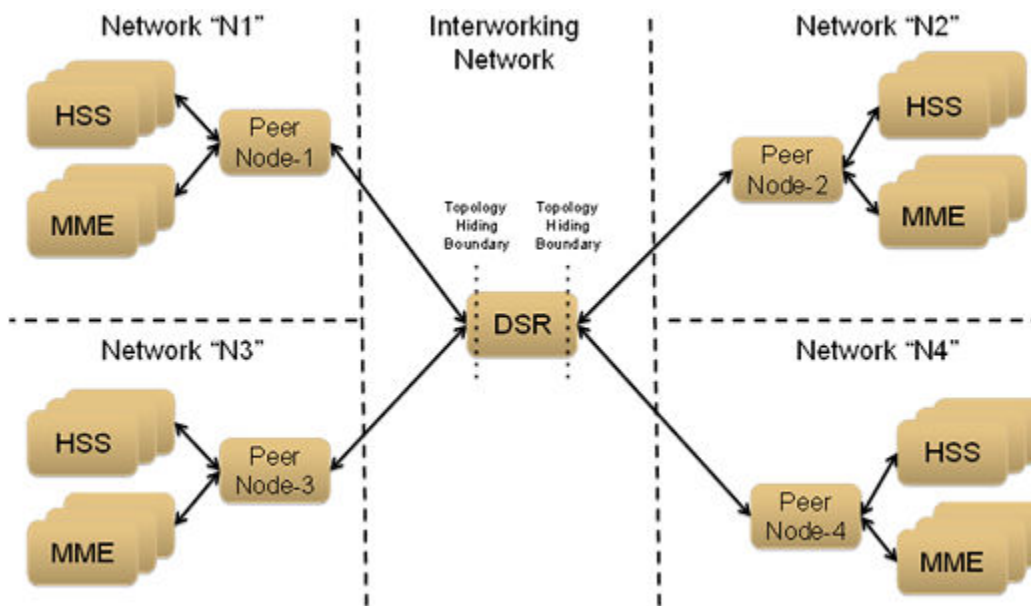 Network “N1”
Interworking
Network
Network “N2”
HSS
Peer
Node-1
MME
HSS
Peer
Node-2
MME
Topology
Hiding
Boundary
Topology
Hiding
Boundary
DSR
Network “N3”
HSS
Peer
Node-3
MME
Network “N4”
HSS
Peer
Node-4
MME